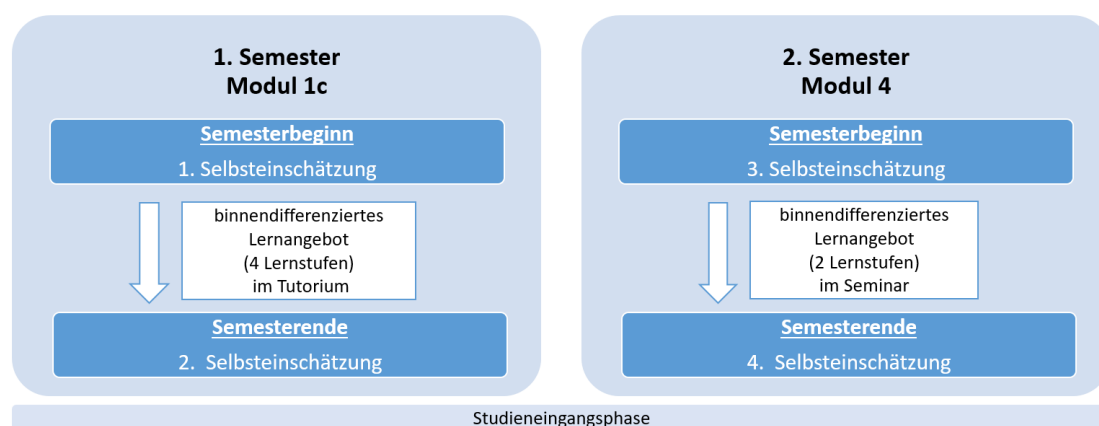 1. Semester
Modul 1c
Semesterbeginn
1. Selbsteinschätzung
binnendifferenziertes
Lernangebot
(4 Lernstufen)
im Tutorium
Semesterende
2. Selbsteinschätzung
2. Semester
Modul 4
Semesterbeginn
3. Selbsteinschätzung
binnendifferenziertes
Lernangebot
(2 Lernstufen)
im Seminar
Semesterende
4. Selbsteinschätzung
Studieneingangsphase